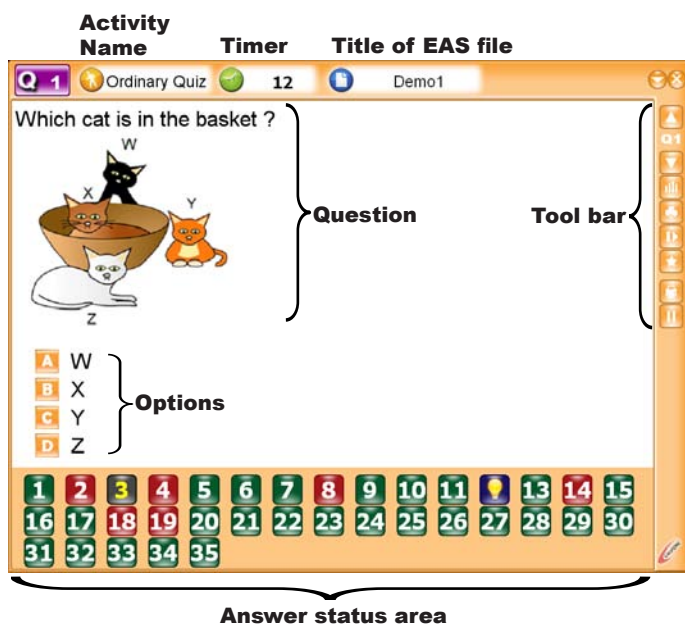 Activity
Name Timer Title of EAS file
Q 1 Ordinary Quiz 12 Demo1
Which cat is in the basket ?
W
X
Y
Z
Question
Tool bar
Q1
A W
B X
C Y
D Z
Options
1 2 3 4 5 6 7 8 9 10 11 13 14 15
16 17 18 19 20 21 22 23 24 25 26 27 28 29 30
31 32 33 34 35
Answer status area